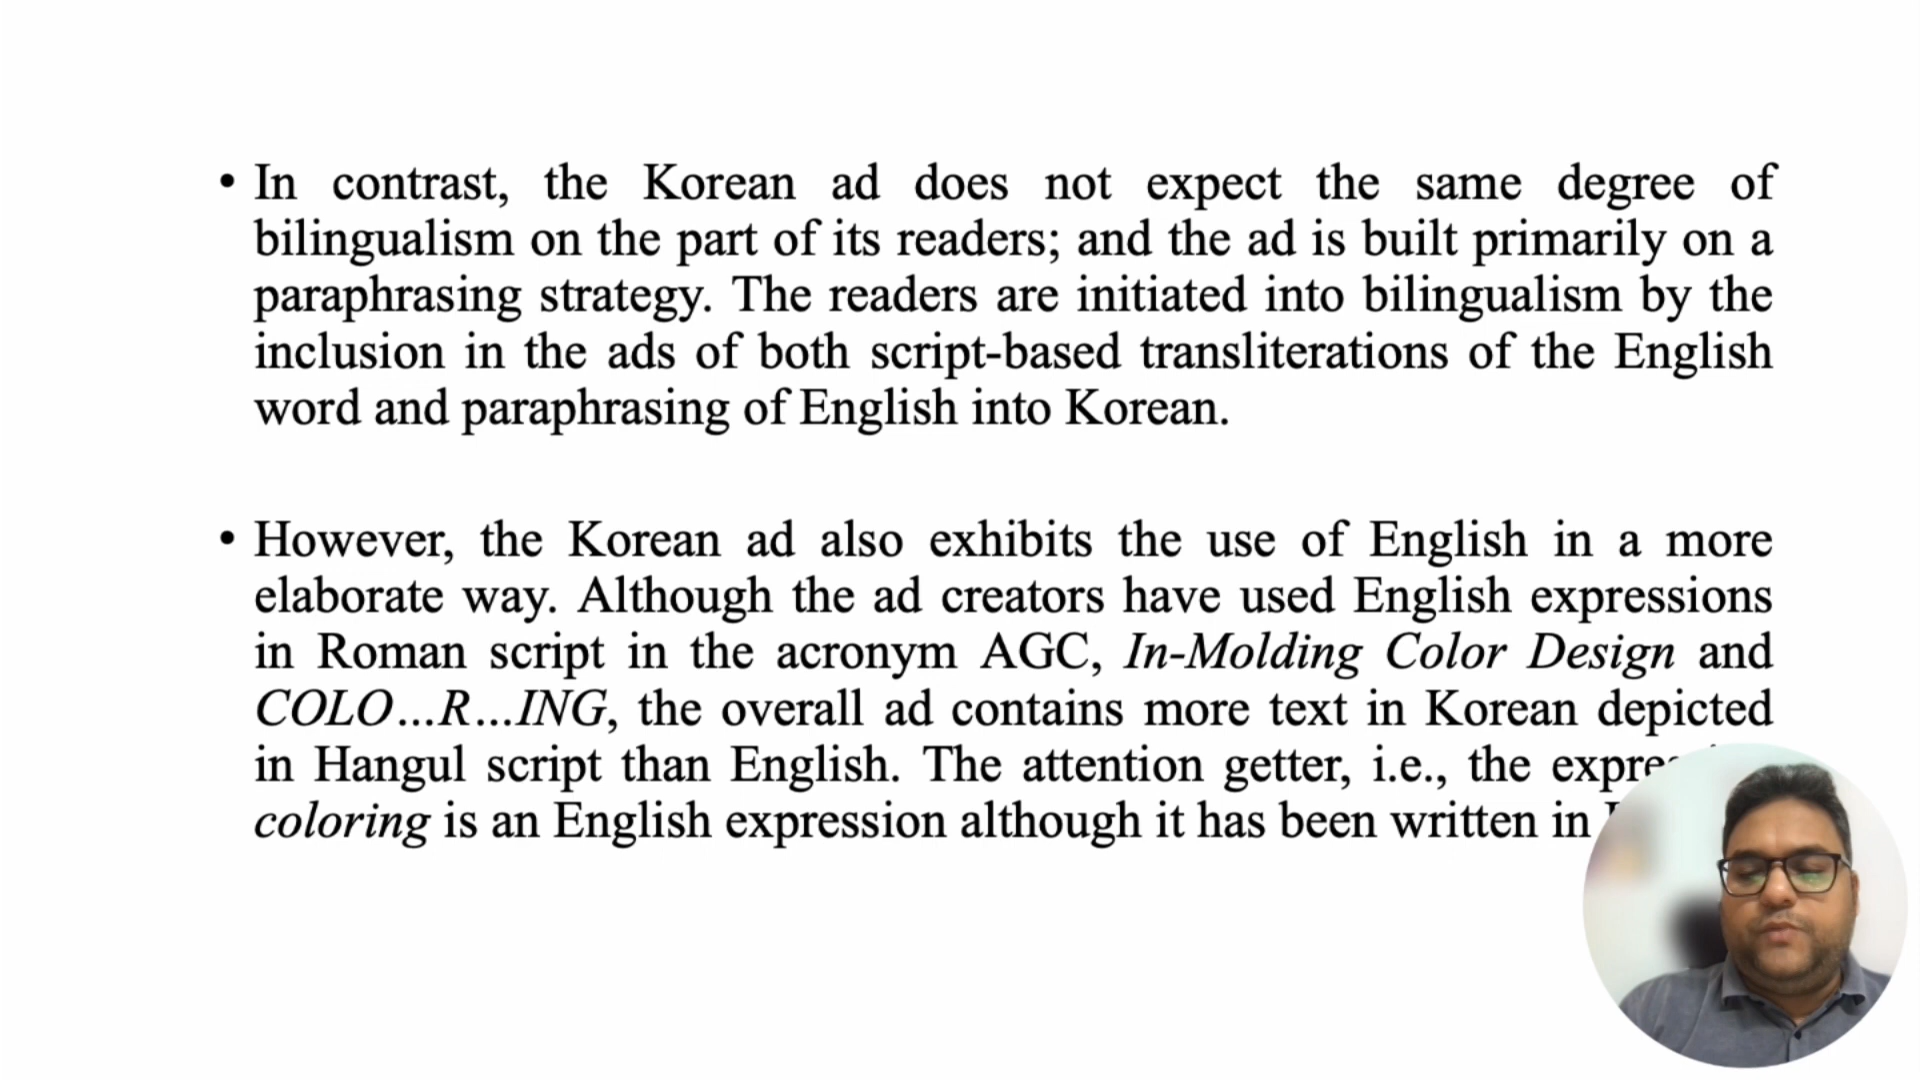 • In contrast, the Korean ad does not expect the same degree of
bilingualism on the part of its readers; and the ad is built primarily on a
paraphrasing strategy. The readers are initiated into bilingualism by the
inclusion in the ads of both script-based transliterations of the English
word and paraphrasing of English into Korean.
• However, the Korean ad also exhibits the use of English in a more
elaborate way. Although the ad creators have used English expressions
in Roman script in the acronym AGC, In-Molding Color Design and
COLO...R...ING, the overall ad contains more text in Korean depicted
in Hangul script than English. The attention getter, i.e., the
coloring is an English expression although it has been written in